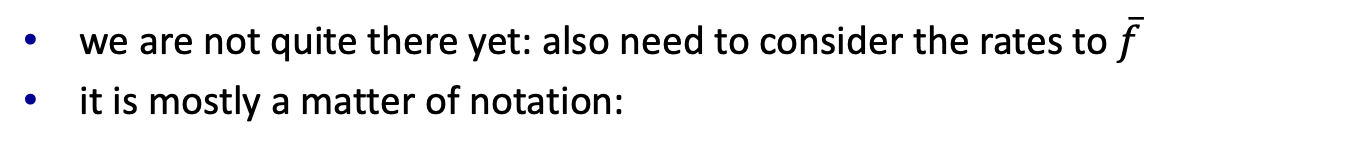 • we are not quite there yet: also need to consider the rates to f̄
• it is mostly a matter of notation: